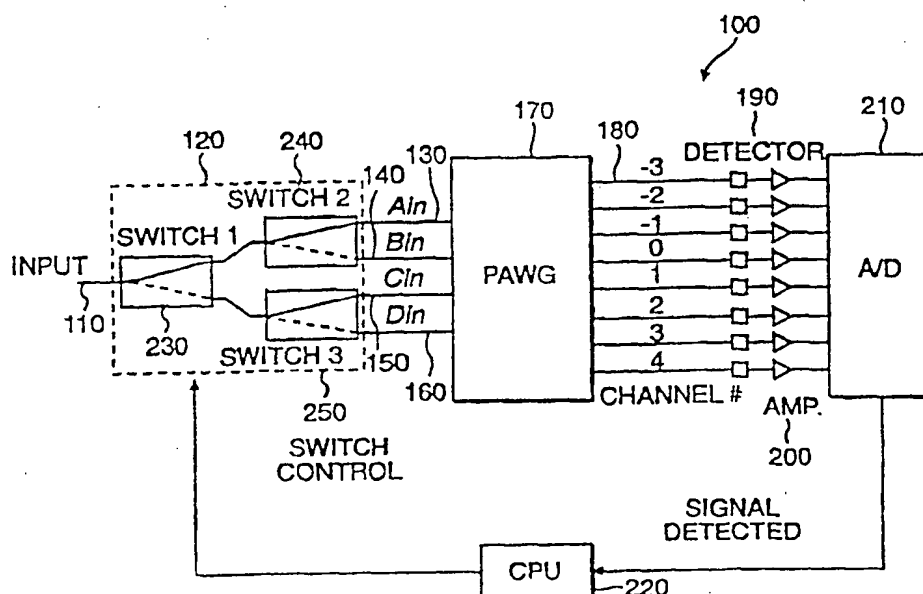 100
190
210
170
180
DETECTOR
120
240
130
140
SWITCH 2
Ain
-3
-2
SWITCH 1
Bin
-1
INPUT
Cin
0
PAWG
A/D
1
Din
2
110
230
3
SWITCH 3
150
4
160
CHANNEL #
250
AMP.
SWITCH
CONTROL
200
SIGNAL
DETECTED
CPU
220